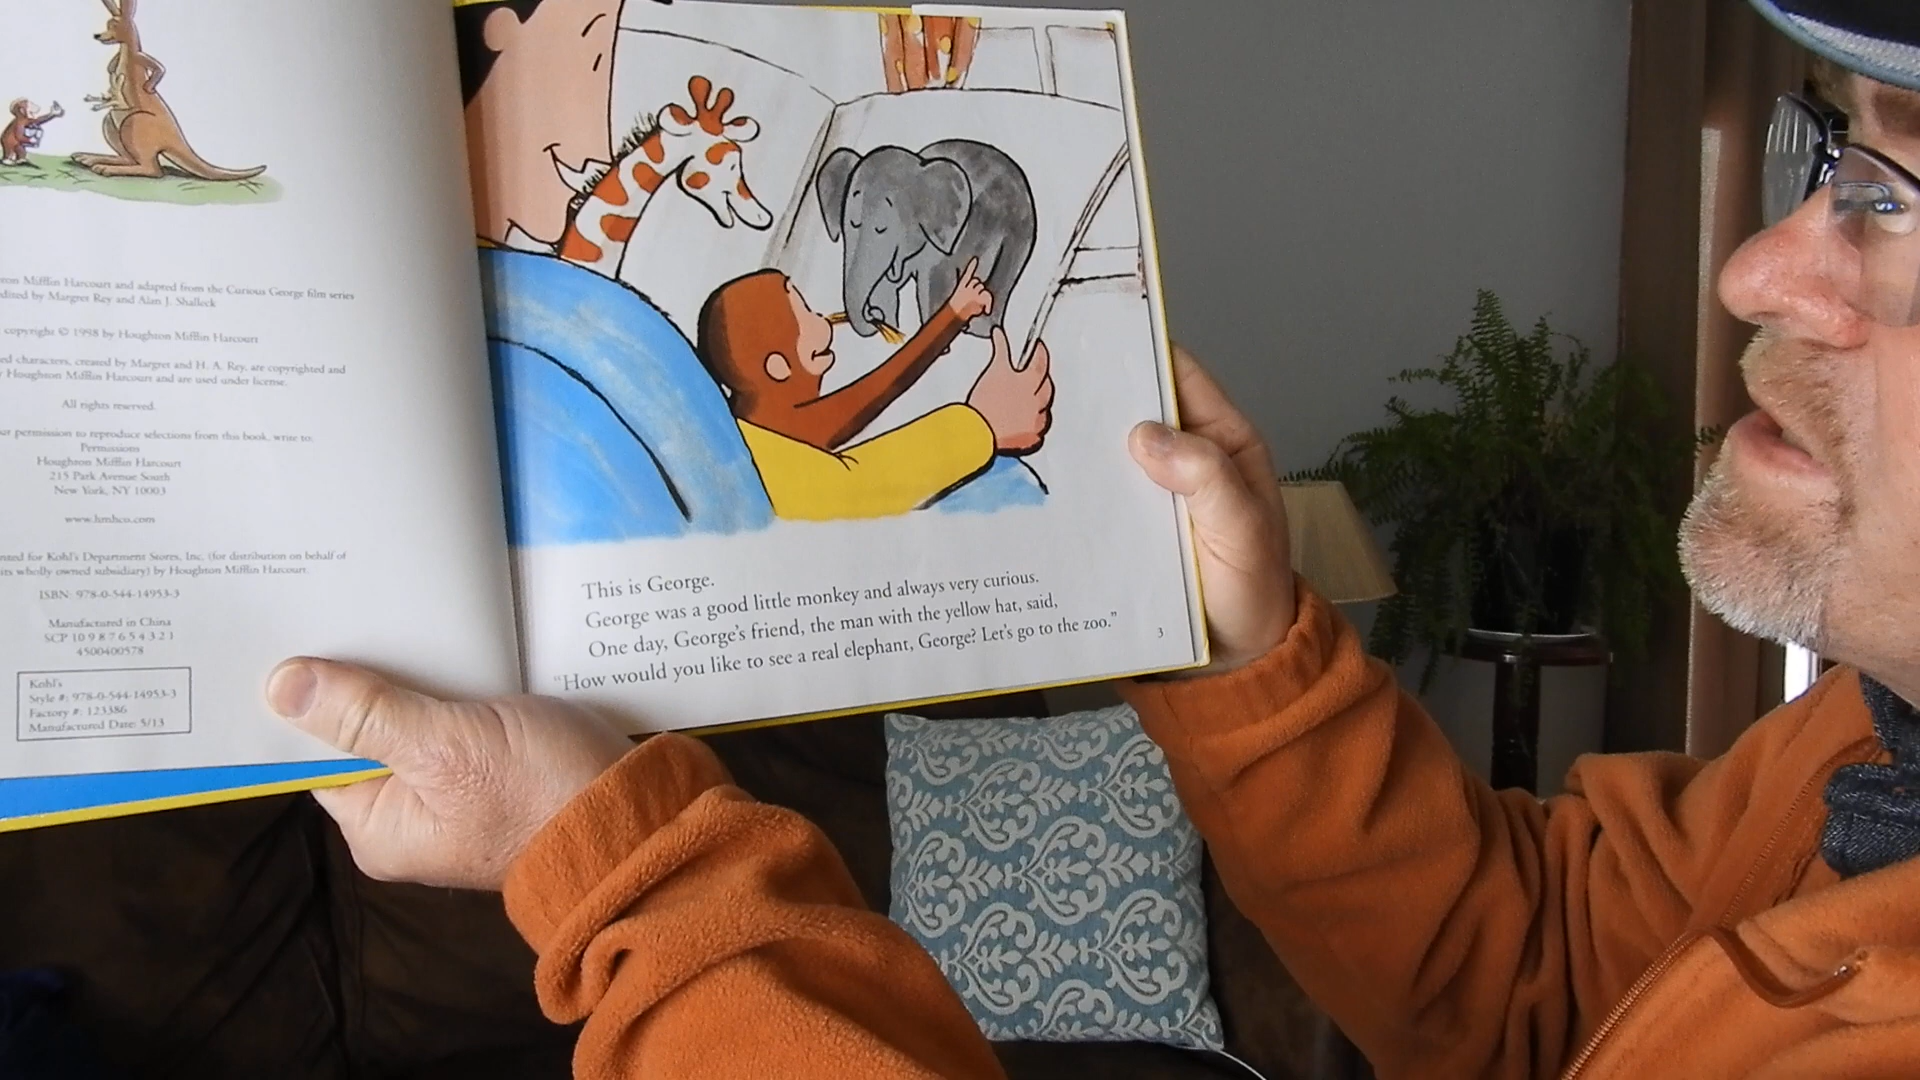 Mifflin Harcourt and adapted from the Curious George film series
edited by Margret Rey and Alan J. Shalleck
copyright © 1998 by Houghton Mifflin Harcourt
characters, created by Margret and H. A. Rey, are copyrighted and
Houghton Mifflin Harcourt and are used under license.
All rights reserved.
permission to reproduce selections from this book, write to:
Permissions
Houghton Mifflin Harcourt
215 Park Avenue South
New York, NY 10003
www.hmhco.com
for Kohl's Department Stores, Inc. (for distribution on behalf of
its wholly owned subsidiary) by Houghton Mifflin Harcourt.
ISBN: 978-0-544-14953-3
Manufactured in China
SCP 10 9 8 7 6 5 4 3 2 1
4500400578
Kohl's
Style #: 978-0-544-14953-3
Factory #: 123386
Manufactured Date: 5/13
This is George.
George was a good little monkey and always very curious.
One day, George's friend, the man with the yellow hat, said,
"How would you like to see a real elephant, George? Let's go to the zoo."
3